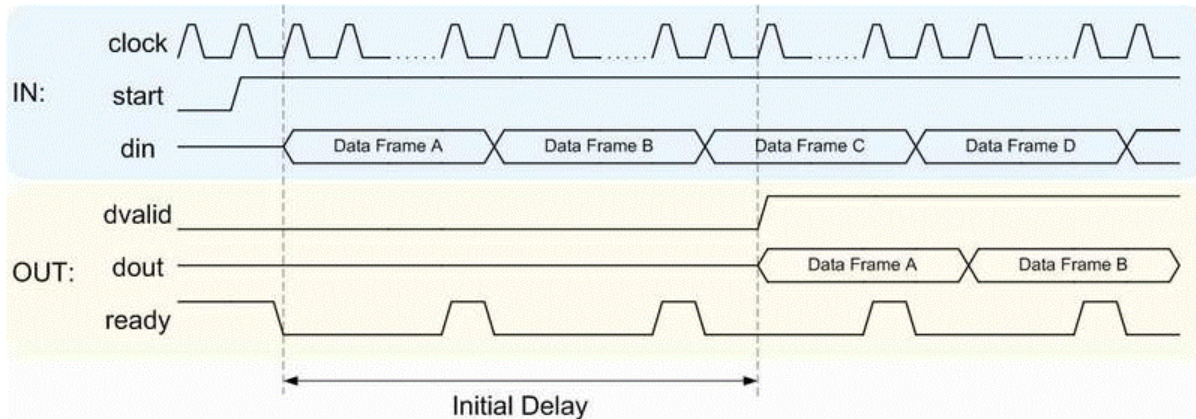 IN:
clock
start
din
Data Frame A
Data Frame B
Data Frame C
Data Frame D
OUT:
dvalid
dout
Data Frame A
Data Frame B
ready
Initial Delay